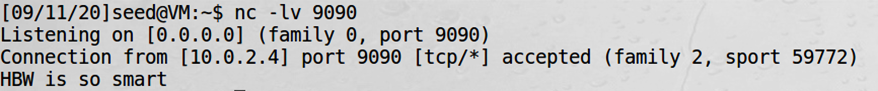 [09/11/20]seed@VM:~$ nc -lv 9090
Listening on [0.0.0.0] (family 0, port 9090)
Connection from [10.0.2.4] port 9090 [tcp/*] accepted (family 2, sport 59772)
HBW is so smart